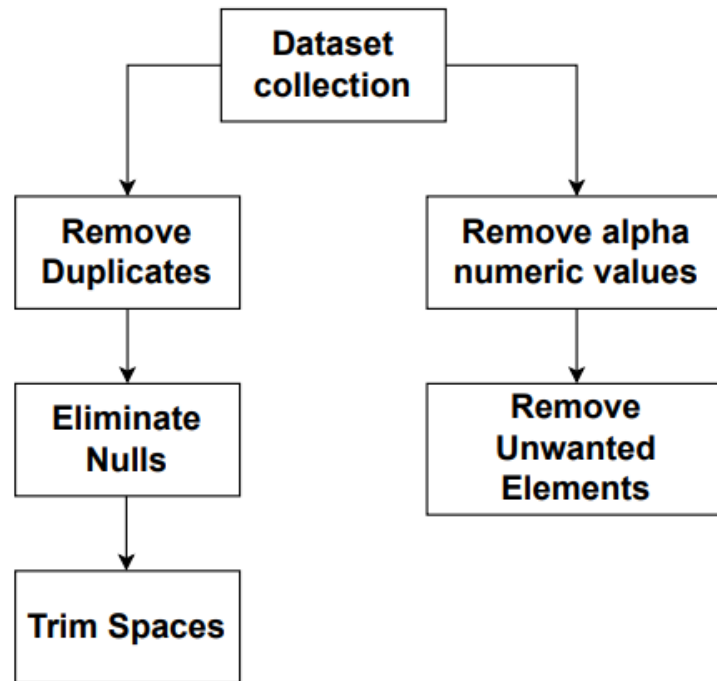 Dataset
collection
Remove
Duplicates
Remove alpha
numeric values
Eliminate
Nulls
Remove
Unwanted
Elements
Trim Spaces